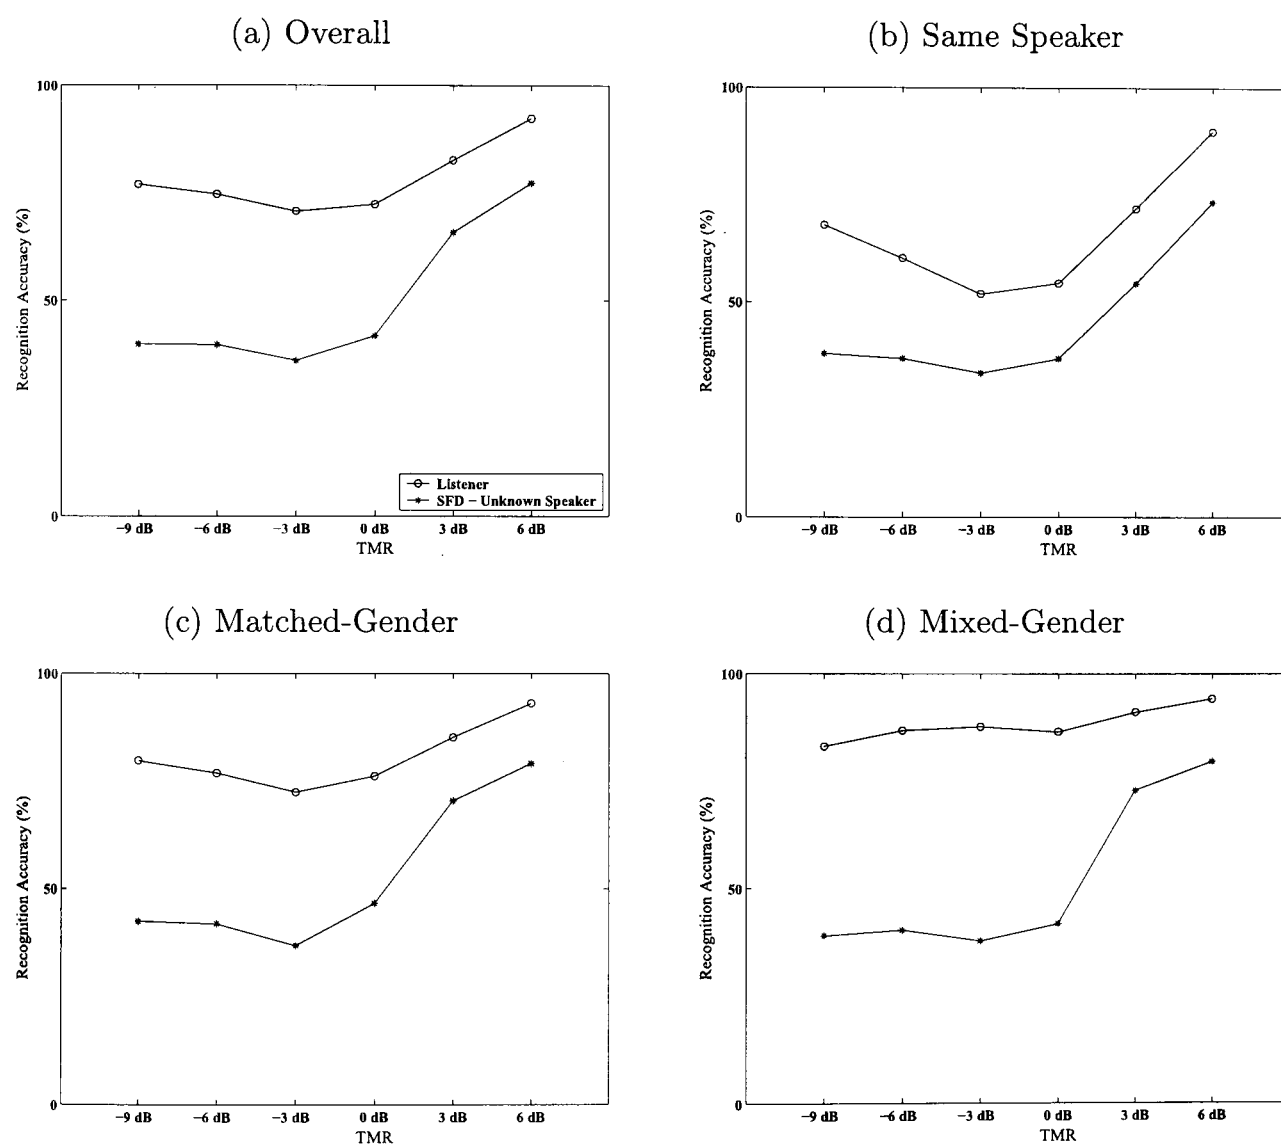 (a) Overall
100
50
0
Recognition Accuracy (%)
Listener
SFD − Unknown Speaker
−9 dB −6 dB −3 dB 0 dB 3 dB 6 dB
TMR
(b) Same Speaker
100
50
0
Recognition Accuracy (%)
−9 dB −6 dB −3 dB 0 dB 3 dB 6 dB
TMR
(c) Matched-Gender
100
50
0
Recognition Accuracy (%)
−9 dB −6 dB −3 dB 0 dB 3 dB 6 dB
TMR
(d) Mixed-Gender
100
50
0
Recognition Accuracy (%)
−9 dB −6 dB −3 dB 0 dB 3 dB 6 dB
TMR